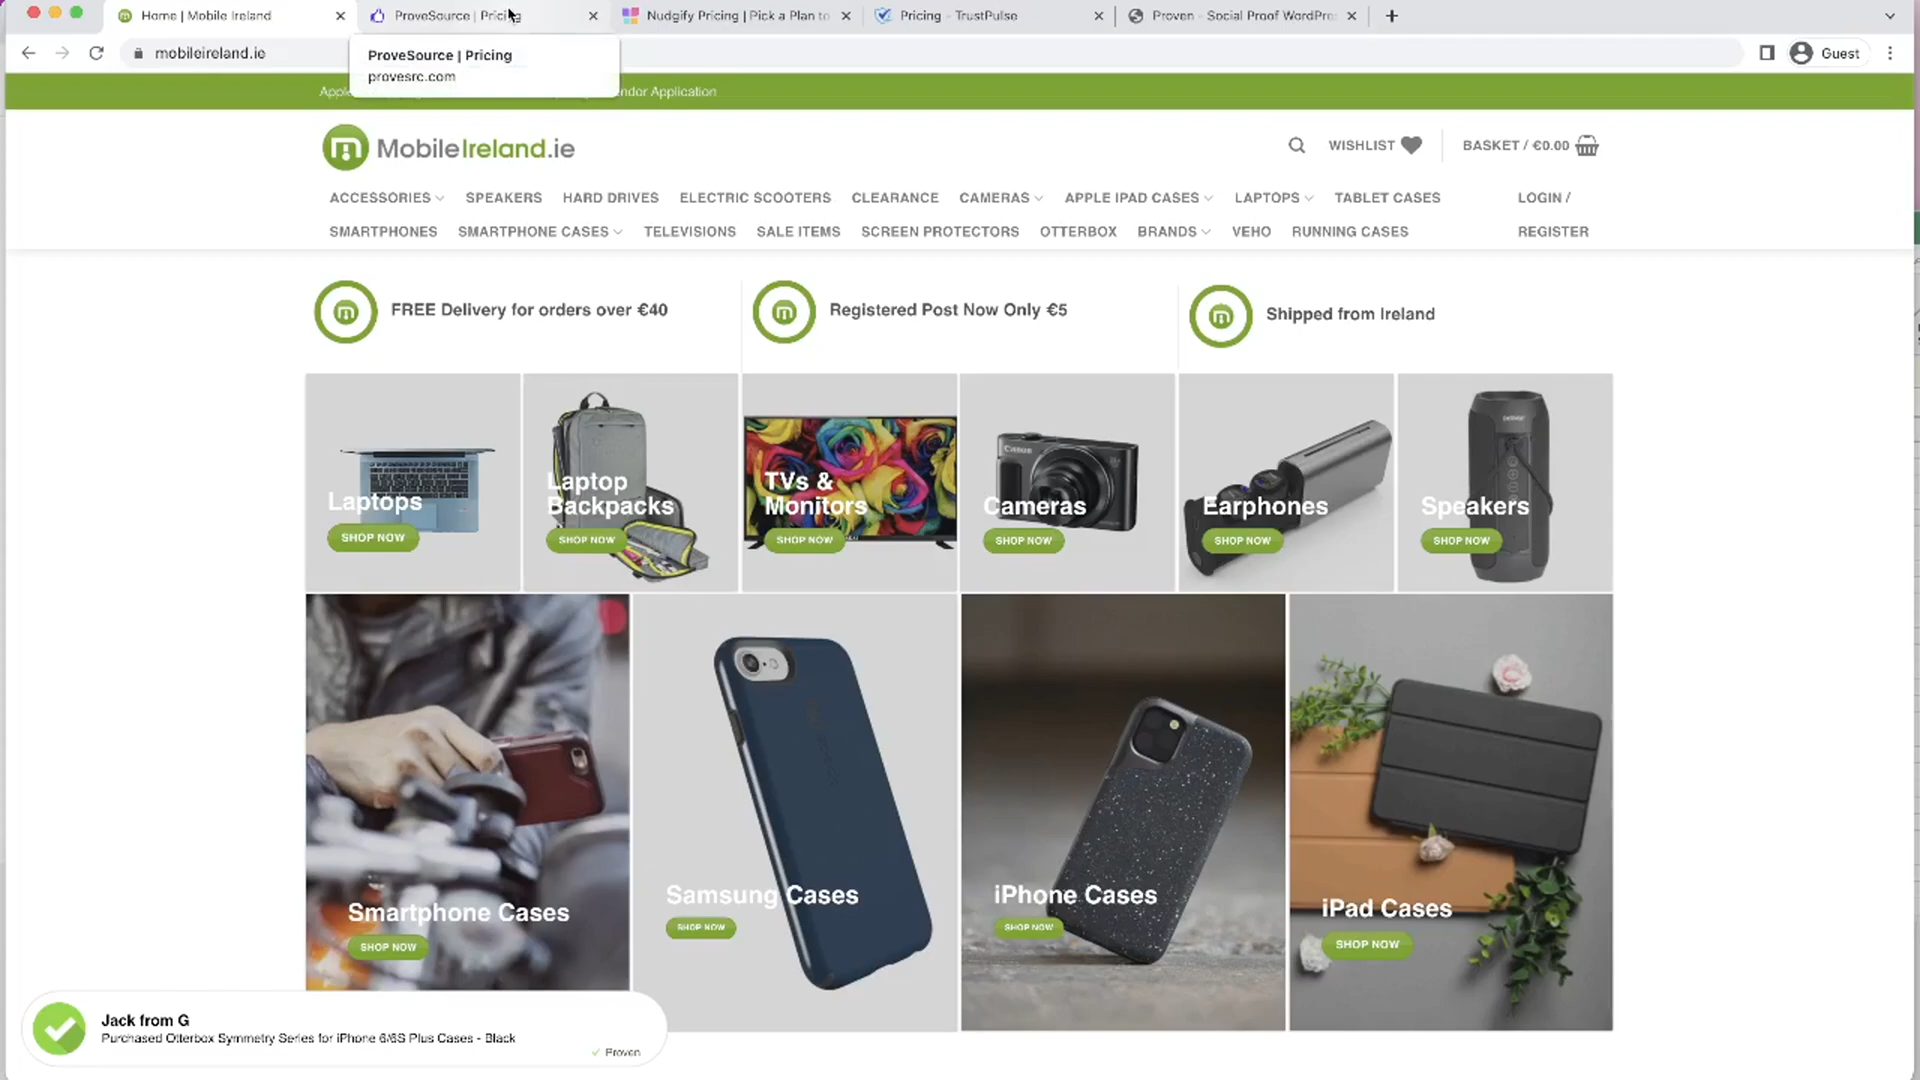 Home | Mobile Ireland
ProveSource | Pricing
Nudgify Pricing | Pick a Plan to
Pricing - TrustPulse
Proven - Social Proof WordPre
mobileireland.ie
Guest
ProveSource | Pricing
provesrc.com
Apple
ndor Application
MobileIreland.ie
WISHLIST
BASKET / €0.00
ACCESSORIES SPEAKERS HARD DRIVES ELECTRIC SCOOTERS CLEARANCE CAMERAS APPLE IPAD CASES LAPTOPS TABLET CASES
LOGIN /
SMARTPHONES SMARTPHONE CASES TELEVISIONS SALE ITEMS SCREEN PROTECTORS OTTERBOX BRANDS VEHO RUNNING CASES
REGISTER
FREE Delivery for orders over €40
Registered Post Now Only €5
Shipped from Ireland
Laptops
SHOP NOW
Laptop
Backpacks
SHOP NOW
TVs &
Monitors
SHOP NOW
Canon
Cameras
SHOP NOW
Earphones
SHOP NOW
DENVER
Speakers
SHOP NOW
Smartphone Cases
SHOP NOW
Samsung Cases
SHOP NOW
iPhone Cases
SHOP NOW
iPad Cases
SHOP NOW
Jack from G
Purchased Otterbox Symmetry Series for iPhone 6/6S Plus Cases - Black
Proven